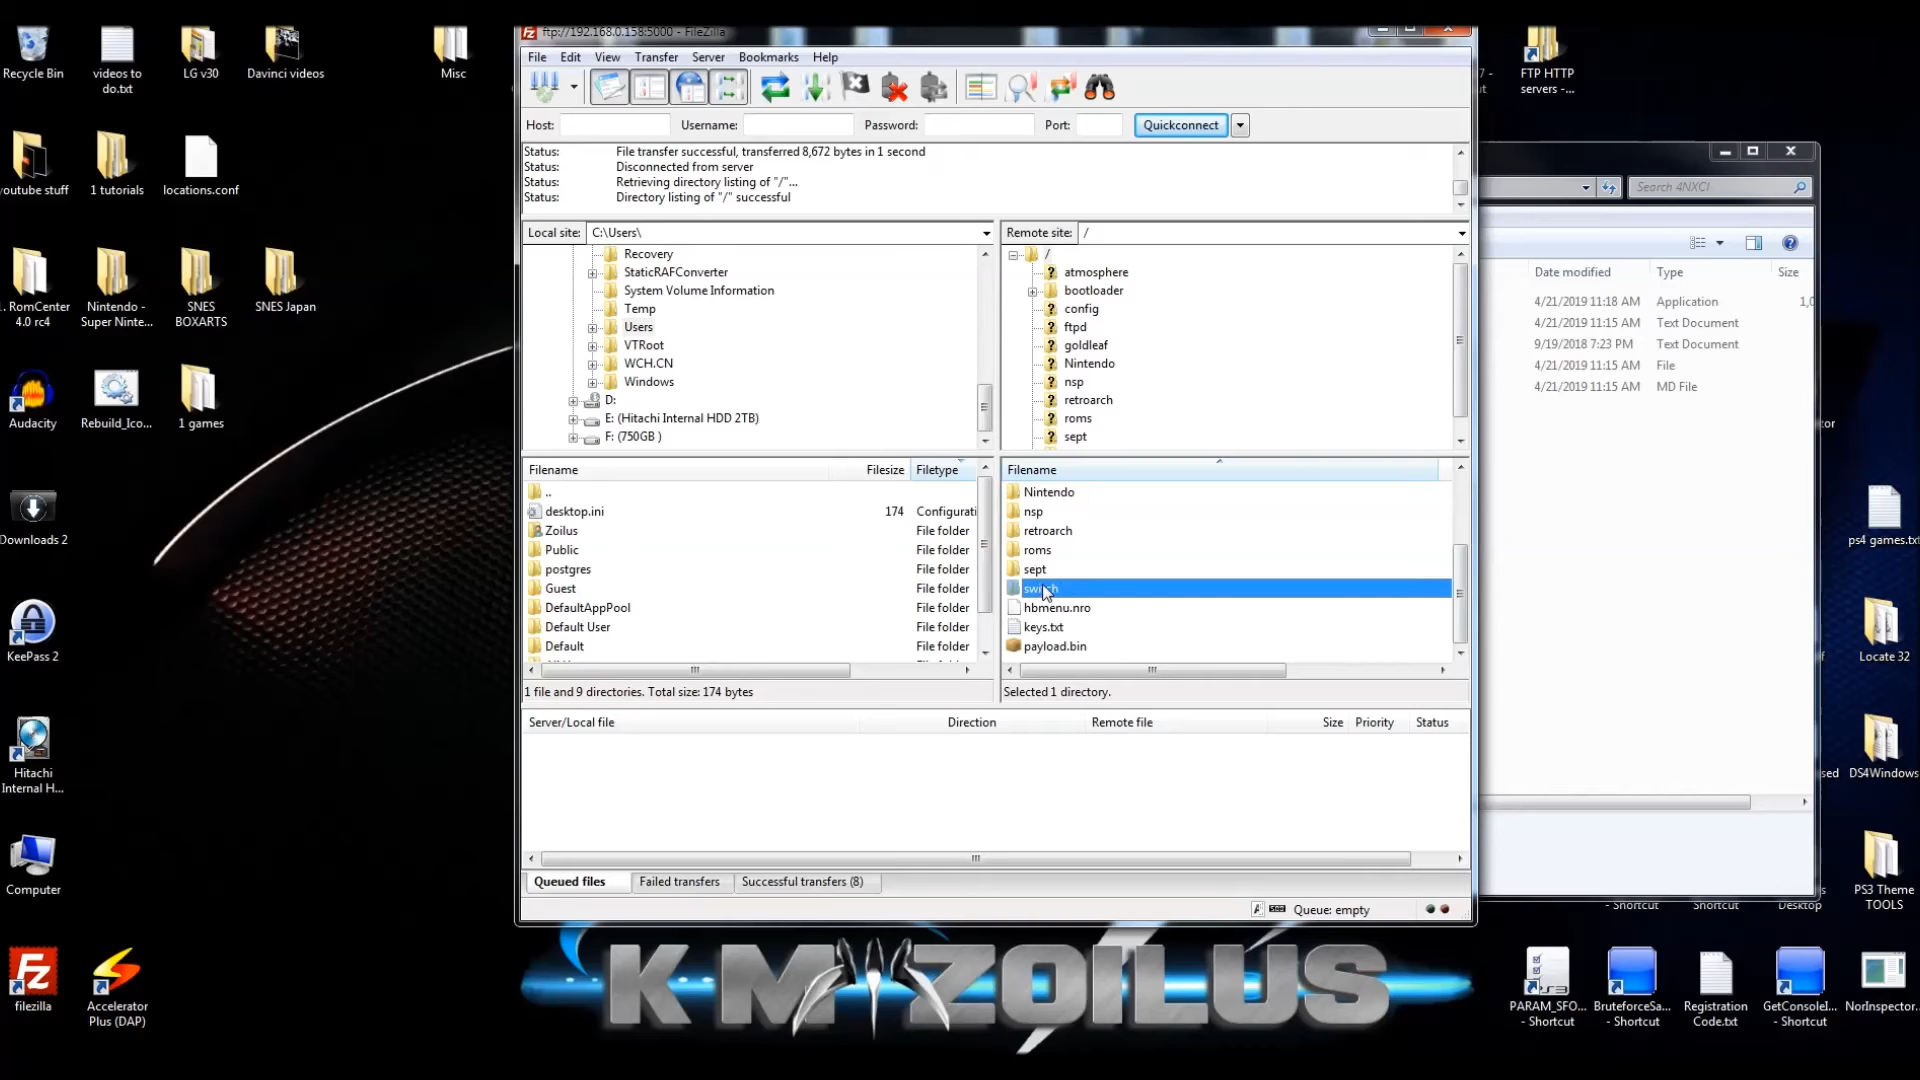 Recycle Bin
videos to do.txt
LG v30
Davinci videos
Misc
FTP HTTP servers -...
youtube stuff
1 tutorials
locations.conf
1. RomCenter 4.0 rc4
Nintendo - Super Ninte...
SNES BOXARTS
SNES Japan
Audacity
Rebuild_Ico...
1 games
Downloads 2
KeePass 2
Hitachi Internal H...
Computer
filezilla
Accelerator Plus (DAP)
ftp://192.168.0.158:5000 - FileZilla
File Edit View Transfer Server Bookmarks Help
Host: Username: Password: Port: Quickconnect
Status: File transfer successful, transferred 8,672 bytes in 1 second
Status: Disconnected from server
Status: Retrieving directory listing of "/"...
Status: Directory listing of "/" successful
Local site: C:\Users\
Recovery
StaticRAFConverter
System Volume Information
Temp
Users
VTRoot
WCH.CN
Windows
D:
E: (Hitachi Internal HDD 2TB)
F: (750GB )
Remote site: /
/
atmosphere
bootloader
config
ftpd
goldleaf
Nintendo
nsp
retroarch
roms
sept
Filename Filesize Filetype
..
desktop.ini 174 Configurati
Zoilus File folder
Public File folder
postgres File folder
Guest File folder
DefaultAppPool File folder
Default User File folder
Default File folder
1 file and 9 directories. Total size: 174 bytes
Filename
Nintendo
nsp
retroarch
roms
sept
switch
hbmenu.nro
keys.txt
payload.bin
Selected 1 directory.
Server/Local file Direction Remote file Size Priority Status
Queued files Failed transfers Successful transfers (8)
Queue: empty
Search 4NXCI
Date modified Type Size
4/21/2019 11:18 AM Application 1,0
4/21/2019 11:15 AM Text Document
9/19/2018 7:23 PM Text Document
4/21/2019 11:15 AM File
4/21/2019 11:15 AM MD File
ps4 games.txt
Locate 32
DS4Windows
PS3 Theme TOOLS
- Shortcut
Shortcut
Desktop
PARAM_SFO... - Shortcut
BruteforceSa... - Shortcut
Registration Code.txt
GetConsoleI... - Shortcut
NorInspector...
KM ZOILUS